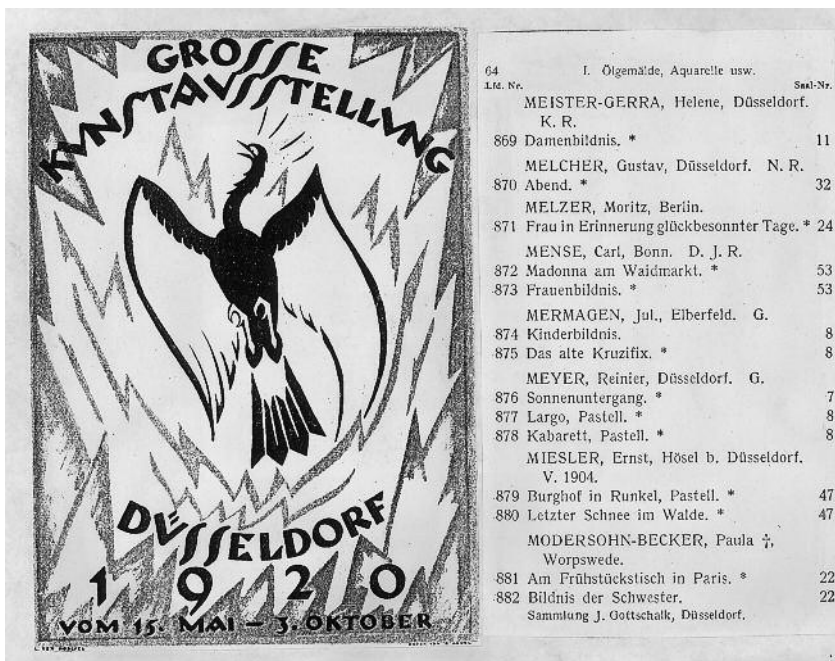 GROSSE
KUNSTAUSSTELLUNG
DÜSSELDORF
1920
VOM 15. MAI – 3. OKTOBER
64 I. Ölgemälde, Aquarelle usw.
Lfd. Nr. Saal-Nr.
MEISTER-GERRA, Helene, Düsseldorf.
K. R.
869 Damenbildnis. * 11
MELCHER, Gustav, Düsseldorf. N. R.
870 Abend. * 32
MELZER, Moritz, Berlin.
871 Frau in Erinnerung glückbesonnter Tage. * 24
MENSE, Carl, Bonn. D. J. R.
872 Madonna am Waidmarkt. * 53
873 Frauenbildnis. * 53
MERMAGEN, Jul., Elberfeld. G.
874 Kinderbildnis. 8
875 Das alte Kruzifix. * 8
MEYER, Reinier, Düsseldorf. G.
876 Sonnenuntergang. * 7
877 Largo, Pastell. * 8
878 Kabarett, Pastell. * 8
MIESLER, Ernst, Hösel b. Düsseldorf.
V. 1904.
879 Burghof in Runkel, Pastell. * 47
880 Letzter Schnee im Walde. * 47
MODERSOHN-BECKER, Paula †,
Worpswede.
881 Am Frühstückstisch in Paris. * 22
882 Bildnis der Schwester. 22
Sammlung J. Gottschalk, Düsseldorf.